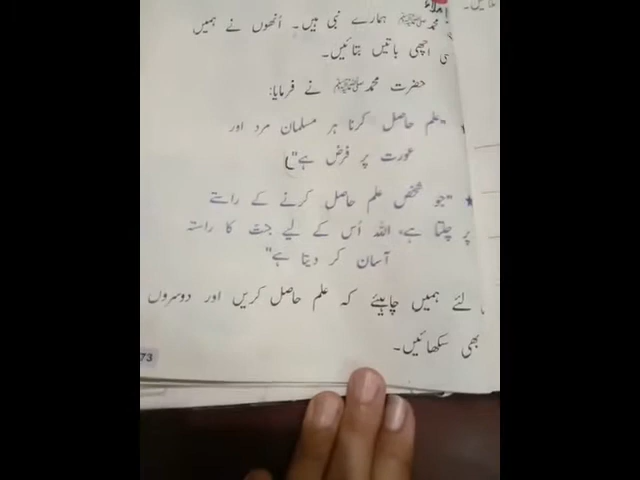 املاء
محمد ﷺ ہمارے نبی ہیں۔ اُنھوں نے ہمیں
اچھی باتیں بتائیں۔
حضرت محمد ﷺ نے فرمایا:
"علم حاصل کرنا ہر مسلمان مرد اور
عورت پر فرض ہے"
★ "جو شخص علم حاصل کرنے کے راستے
پر چلتا ہے، اللہ اُس کے لیے جنت کا راستہ
آسان کر دیتا ہے"
لئے ہمیں چاہیئے کہ علم حاصل کریں اور دوسروں
بھی سکھائیں۔
73